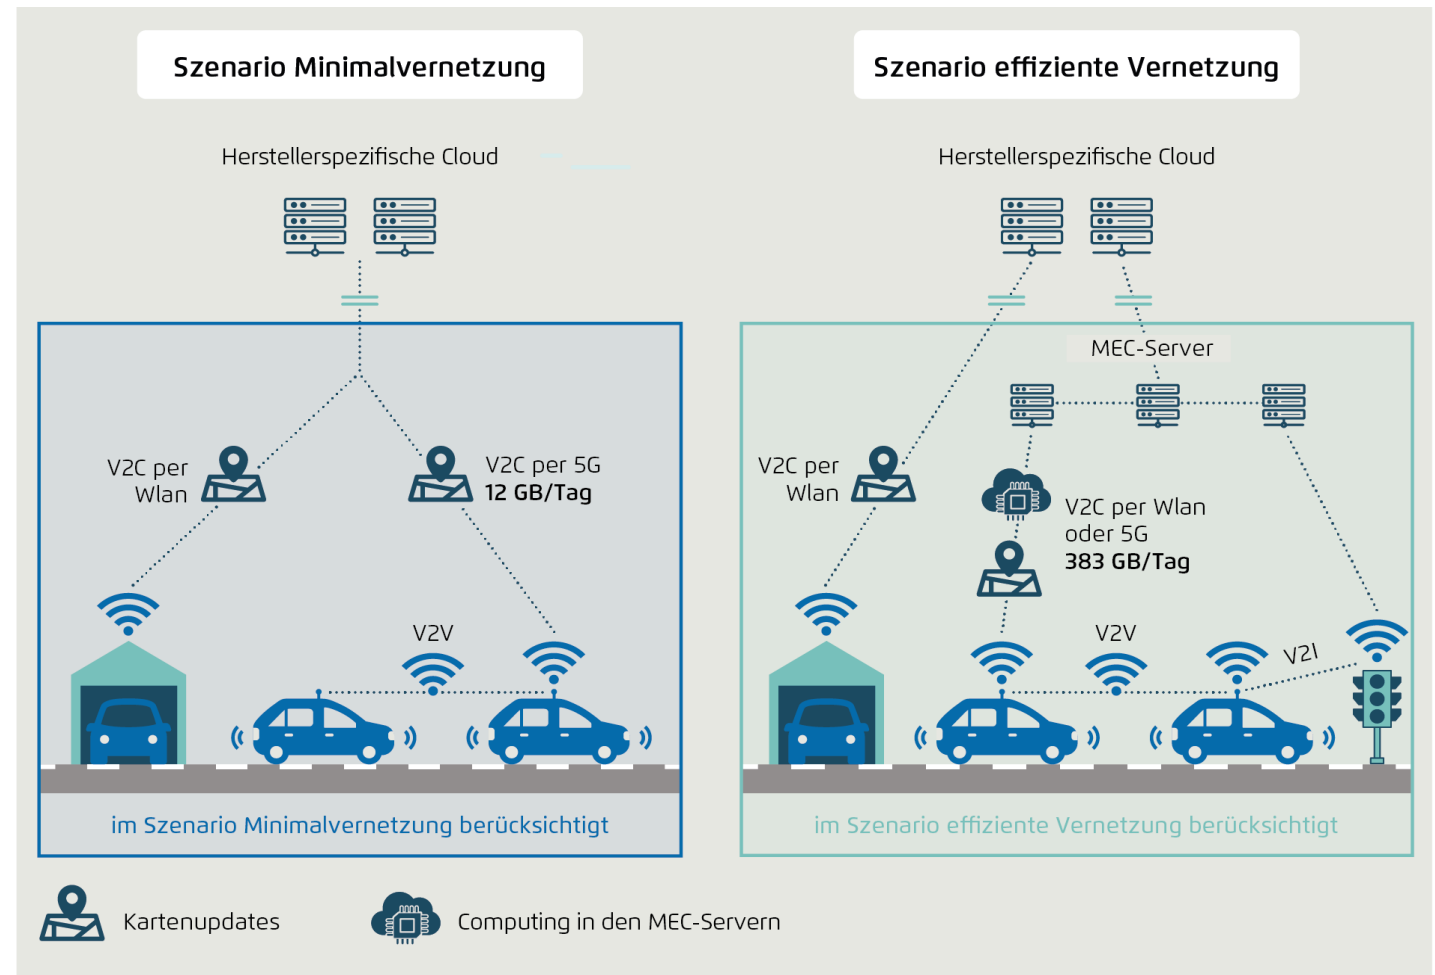 Szenario Minimalvernetzung
Herstellerspezifische Cloud
V2C per
Wlan
V2C per 5G
12 GB/Tag
V2V
im Szenario Minimalvernetzung berücksichtigt
Szenario effiziente Vernetzung
Herstellerspezifische Cloud
MEC-Server
V2C per
Wlan
V2C per Wlan
oder 5G
383 GB/Tag
V2V
V2I
im Szenario effiziente Vernetzung berücksichtigt
Kartenupdates
Computing in den MEC-Servern